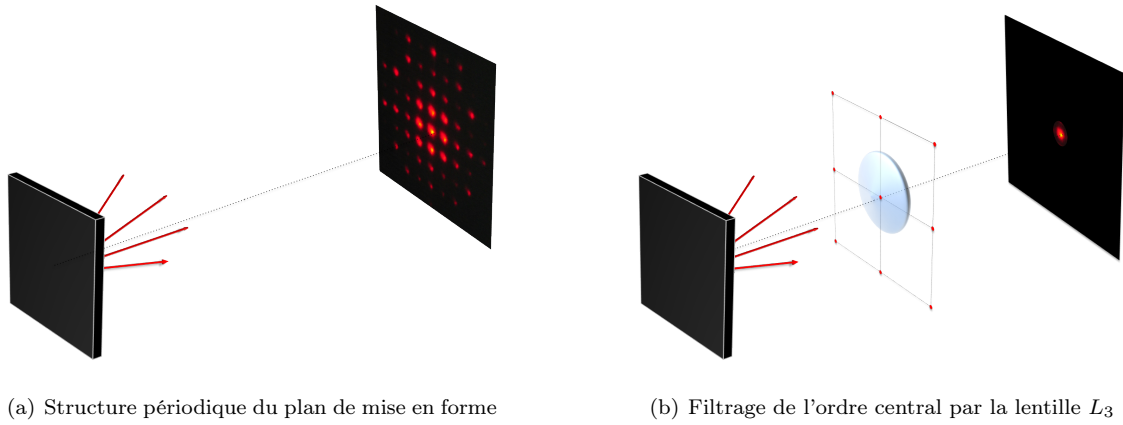 (a) Structure périodique du plan de mise en forme
(b) Filtrage de l'ordre central par la lentille L₃